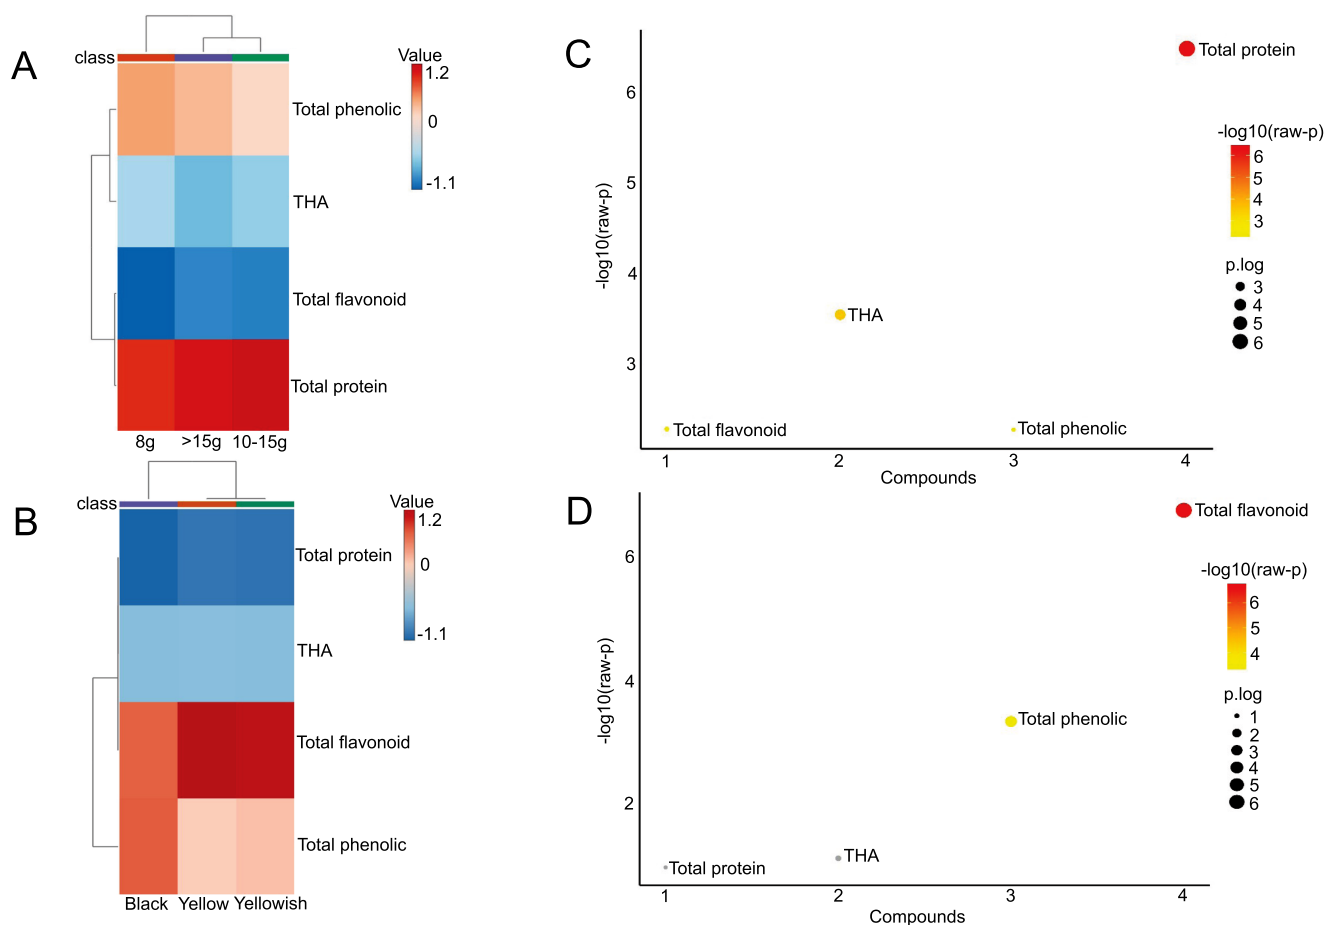 A
class
Value
1.2
0
-1.1
Total phenolic
THA
Total flavonoid
Total protein
8g >15g 10-15g
B
class
Value
1.2
0
-1.1
Total protein
THA
Total flavonoid
Total phenolic
Black Yellow Yellowish
C
-log10(raw-p)
6
5
4
3
Total protein
THA
Total flavonoid
Total phenolic
1 2 3 4
Compounds
-log10(raw-p)
6
5
4
3
p.log
3
4
5
6
D
-log10(raw-p)
6
4
2
Total flavonoid
Total phenolic
THA
Total protein
1 2 3 4
Compounds
-log10(raw-p)
6
5
4
p.log
1
2
3
4
5
6